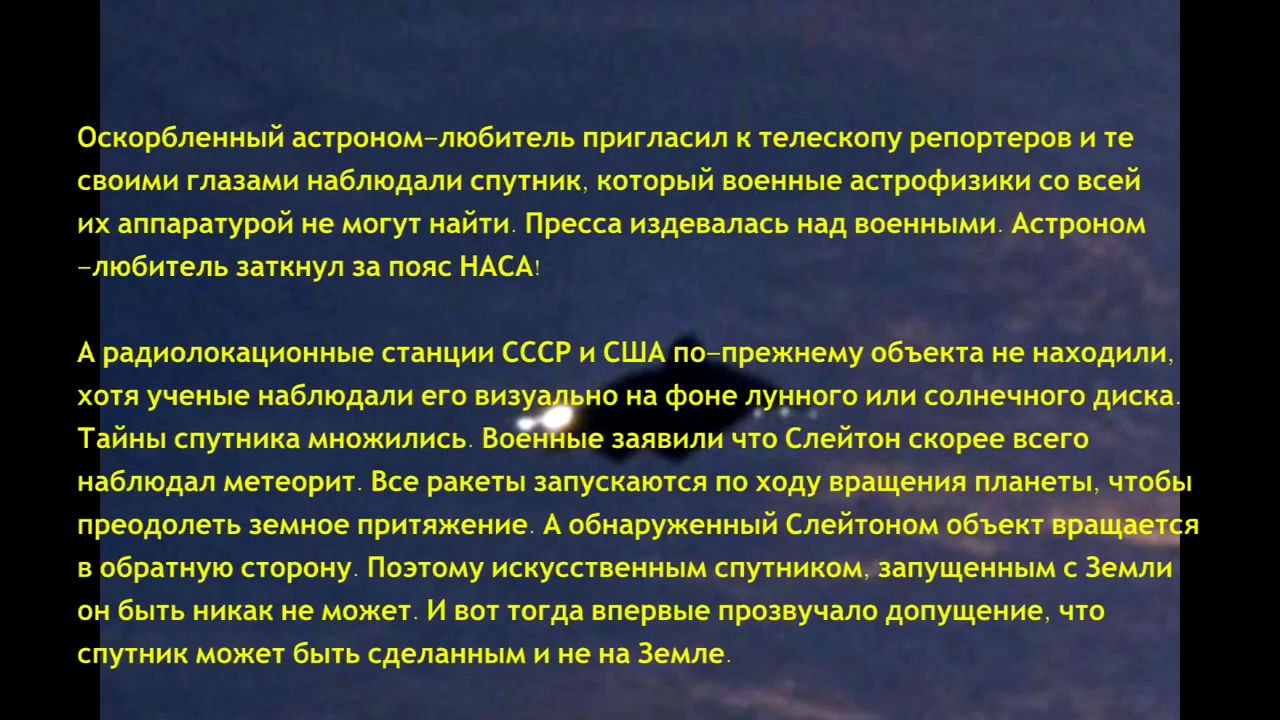 Оскорбленный астроном–любитель пригласил к телескопу репортеров и те
своими глазами наблюдали спутник, который военные астрофизики со всей
их аппаратурой не могут найти. Пресса издевалась над военными. Астроном
–любитель заткнул за пояс НАСА!
А радиолокационные станции СССР и США по–прежнему объекта не находили,
хотя ученые наблюдали его визуально на фоне лунного или солнечного диска.
Тайны спутника множились. Военные заявили что Слейтон скорее всего
наблюдал метеорит. Все ракеты запускаются по ходу вращения планеты, чтобы
преодолеть земное притяжение. А обнаруженный Слейтоном объект вращается
в обратную сторону. Поэтому искусственным спутником, запущенным с Земли
он быть никак не может. И вот тогда впервые прозвучало допущение, что
спутник может быть сделанным и не на Земле.